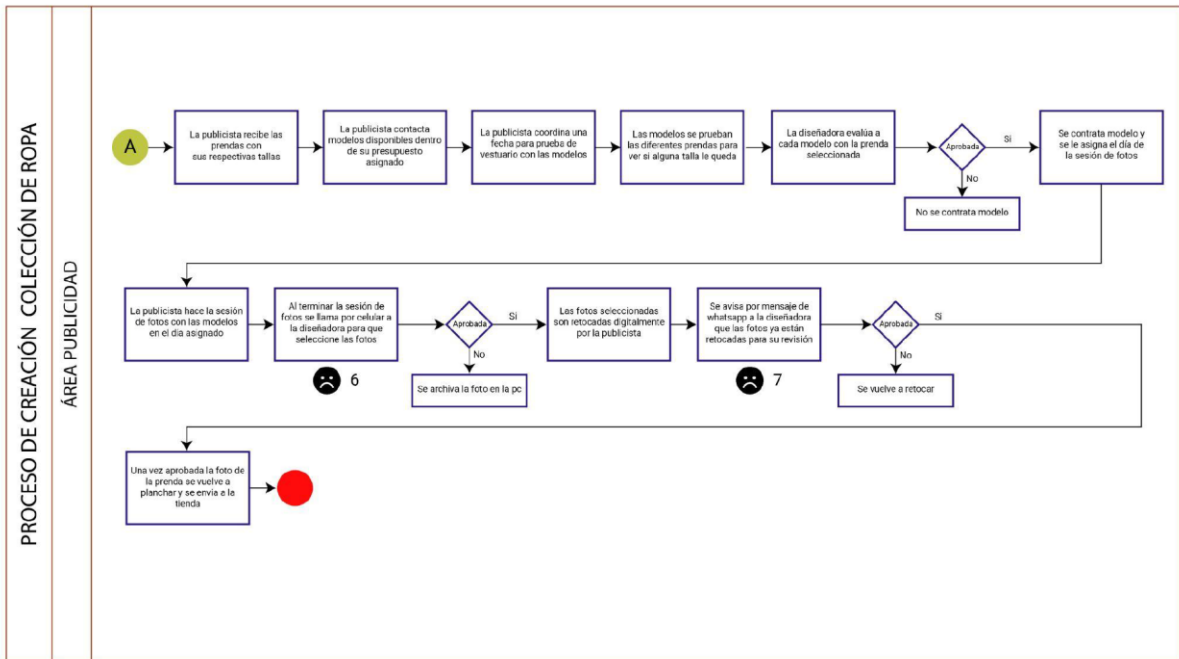 PROCESO DE CREACIÓN COLECCIÓN DE ROPA
ÁREA PUBLICIDAD
A
La publicista recibe las
prendas con
sus respectivas tallas
La publicista contacta
modelos disponibles dentro
de su presupuesto
asignado
La publicista coordina una
fecha para prueba de
vestuario con las modelos
Las modelos se prueban
las diferentes prendas para
ver si alguna talla le queda
La diseñadora evalúa a
cada modelo con la prenda
seleccionada
Aprobada
Si
No
No se contrata modelo
Se contrata modelo y
se le asigna el día de
la sesión de fotos
La publicista hace la sesión
de fotos con las modelos
en el día asignado
Al terminar la sesión de
fotos se llama por celular a
la diseñadora para que
seleccione las fotos
6
Aprobada
Si
No
Se archiva la foto en la pc
Las fotos seleccionadas
son retocadas digitalmente
por la publicista
Se avisa por mensaje de
whatsapp a la diseñadora
que las fotos ya están
retocadas para su revisión
7
Aprobada
Si
No
Se vuelve a retocar
Una vez aprobada la foto de
la prenda se vuelve a
planchar y se envia a la
tienda